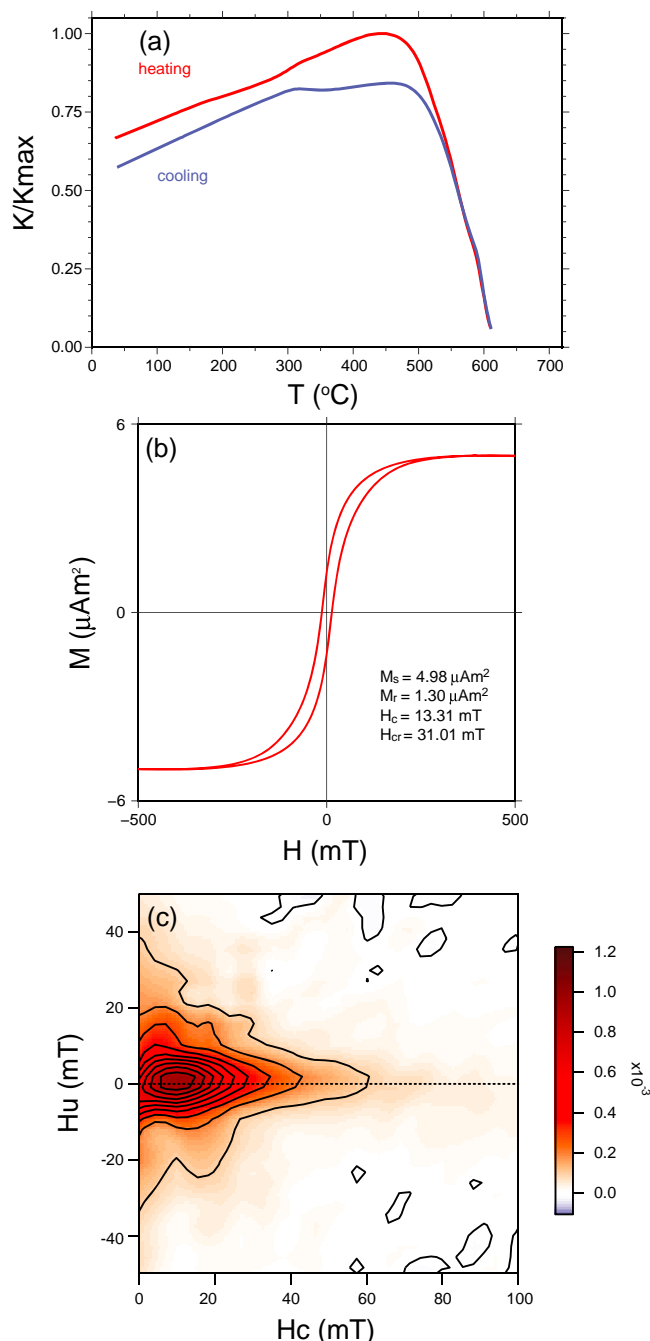 (a)
heating
cooling
K/Kmax
1.00
0.75
0.50
0.25
0.00
0 100 200 300 400 500 600 700
T (°C)
(b)
M (μAm²)
6
0
−6
Mₛ = 4.98 μAm²
Mᵣ = 1.30 μAm²
H꜀ = 13.31 mT
H꜀ᵣ = 31.01 mT
−500 0 500
H (mT)
(c)
Hu (mT)
40
20
0
-20
-40
0 20 40 60 80 100
Hc (mT)
1.2
1.0
0.8
0.6
0.4
0.2
0.0
x10⁻³